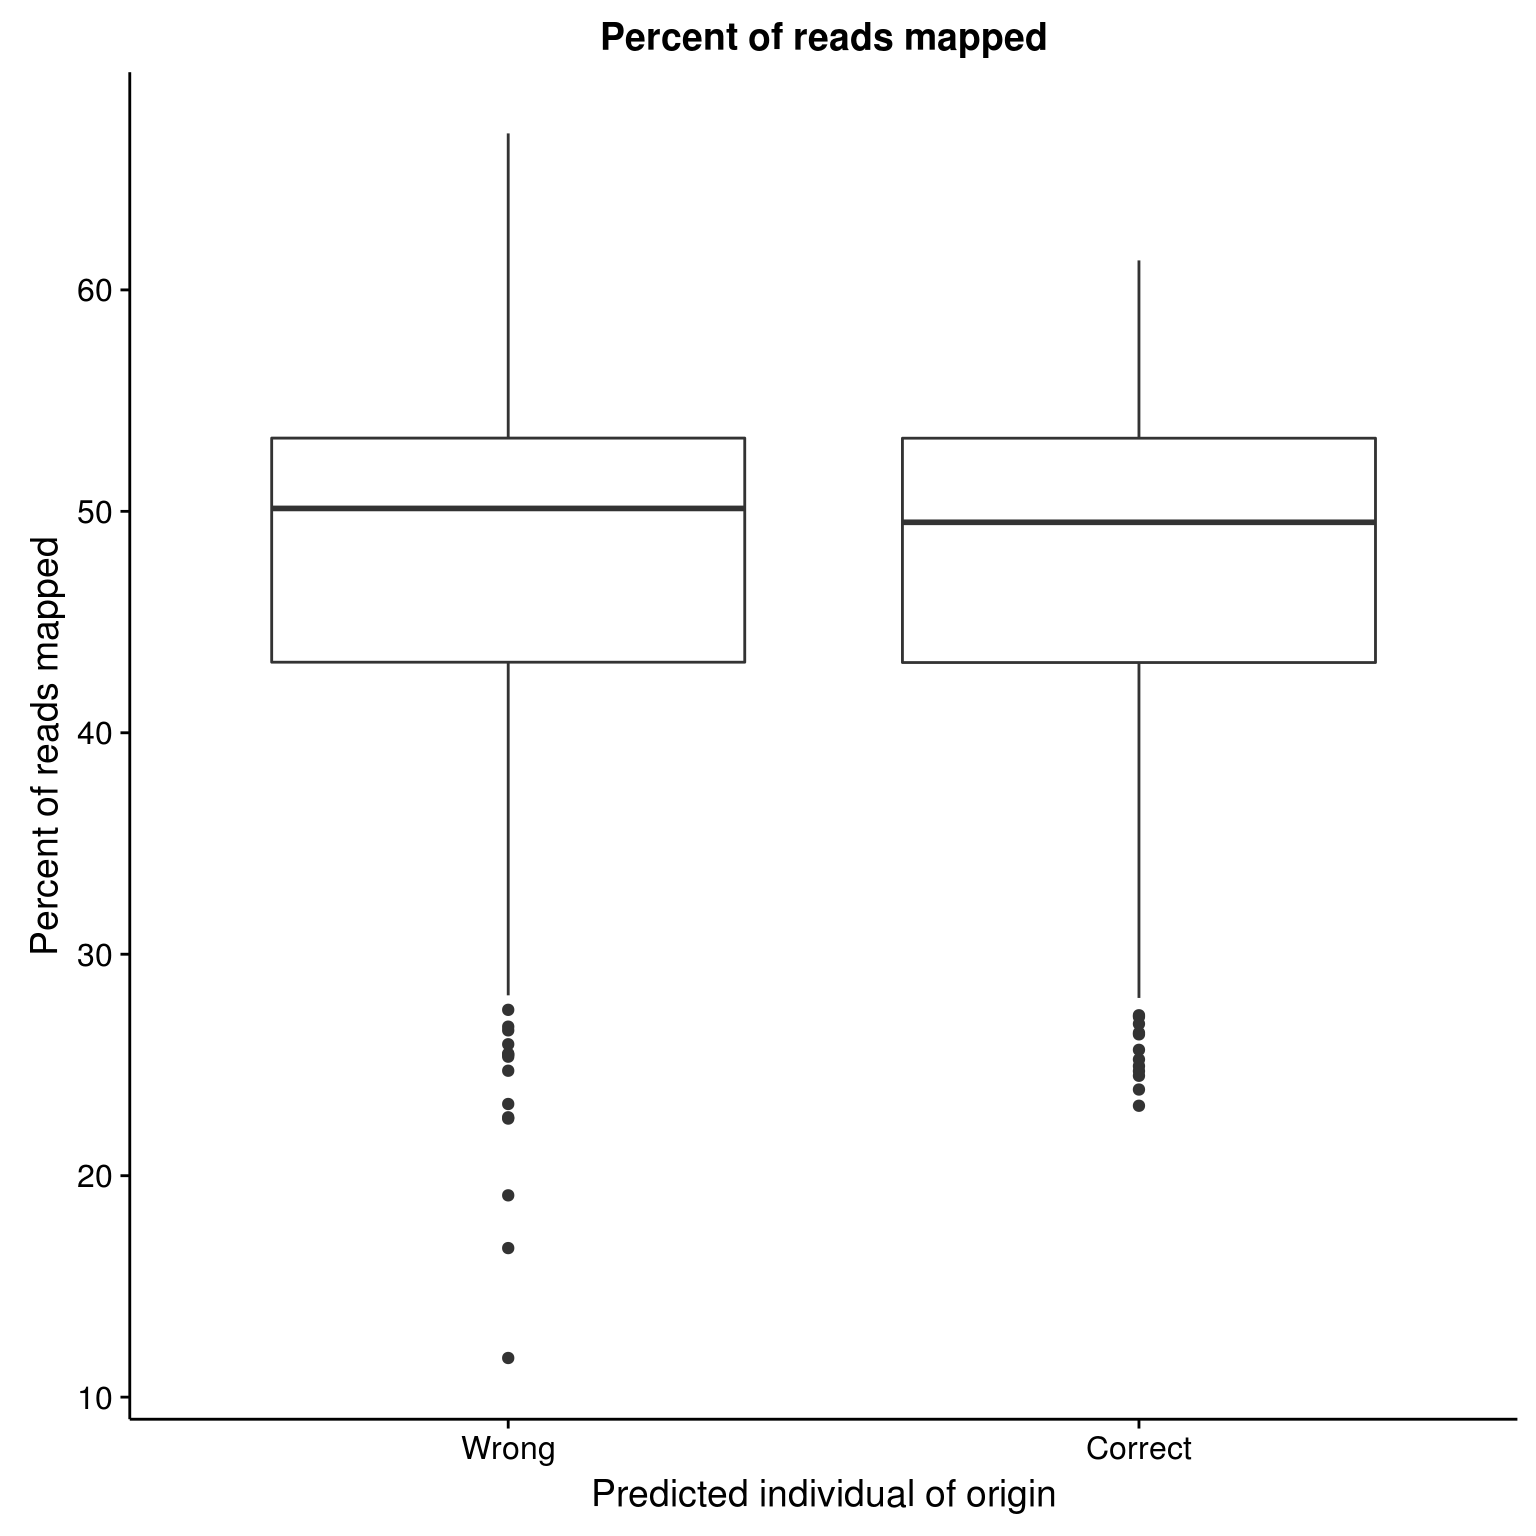 Percent of reads mapped
Percent of reads mapped
60
50
40
30
20
10
Wrong Correct
Predicted individual of origin